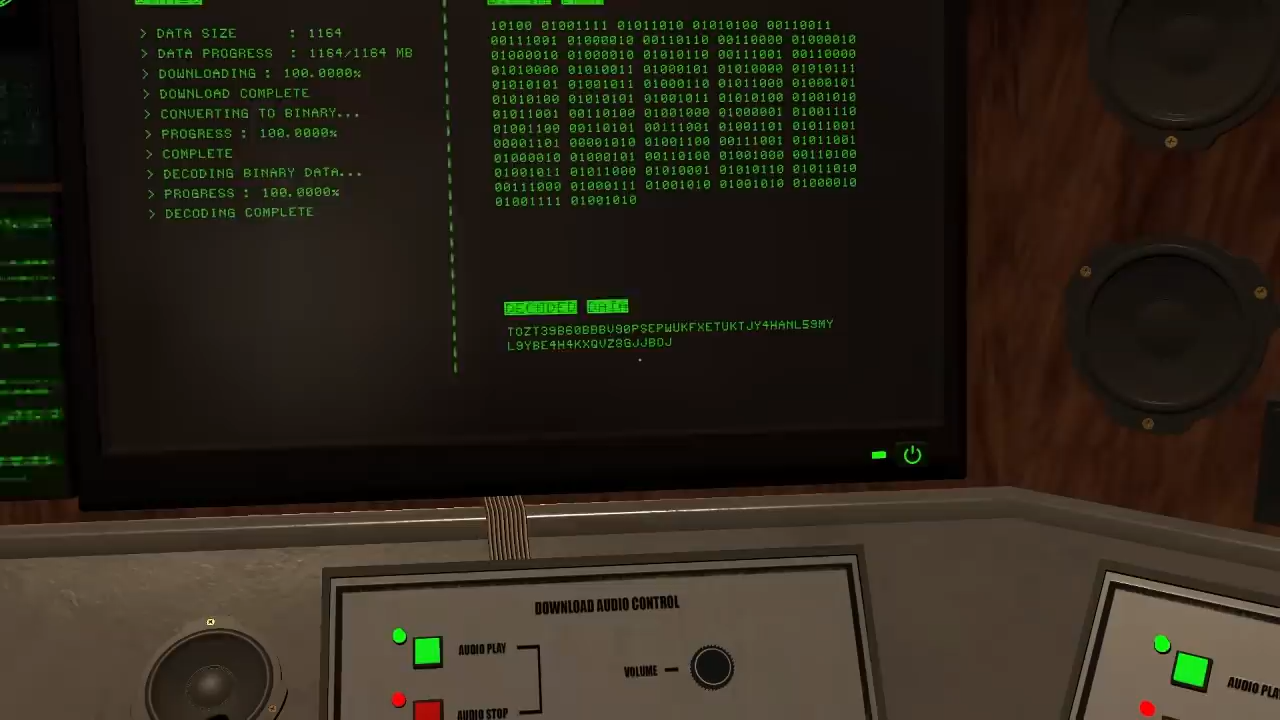 > DATA SIZE : 1164
> DATA PROGRESS : 1164/1164 MB
> DOWNLOADING : 100.0000%
> DOWNLOAD COMPLETE
> CONVERTING TO BINARY...
> PROGRESS : 100.0000%
> COMPLETE
> DECODING BINARY DATA...
> PROGRESS : 100.0000%
> DECODING COMPLETE
10100 01001111 01011010 01010100 00110011
00111001 01000010 00110110 00110000 01000010
01000010 01000010 01010110 00111001 00110000
01010000 01010011 01000101 01010000 01010111
01010101 01001011 01000110 01011000 01000101
01010100 01010101 01001011 01010100 01001010
01011001 00110100 01001000 01000001 01001110
01001100 00110101 00111001 01001101 01011001
00001101 00001010 01001100 00111001 01011001
01000010 01000101 00110100 01001000 00110100
01001011 01011000 01010001 01010110 01011010
00111000 01000111 01001010 01001010 01000010
01001111 01001010
DECODED DATA
TOZT39B60BBBV90PSEPWUKFXETUKTJY4HANL59MY
L9YBE4H4KXQVZ8GJJBOJ
DOWNLOAD AUDIO CONTROL
AUDIO PLAY
VOLUME
AUDIO STOP
AUDIO PLA